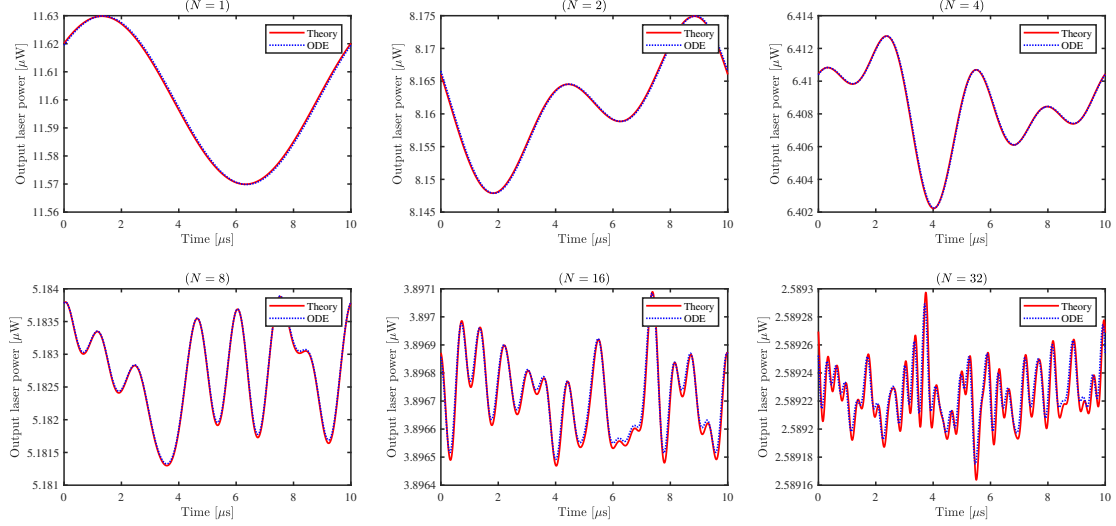 (N = 1)
11.63
11.62
11.6
11.59
11.57
11.56
Output laser power [μW]
0 2 4 6 8 10
Time [μs]
Theory
ODE
(N = 2)
8.175
8.17
8.165
8.16
8.155
8.15
8.145
Output laser power [μW]
0 2 4 6 8 10
Time [μs]
Theory
ODE
(N = 4)
6.414
6.412
6.41
6.408
6.406
6.404
6.402
Output laser power [μW]
0 2 4 6 8 10
Time [μs]
Theory
ODE
(N = 8)
5.184
5.1835
5.183
5.1825
5.182
5.1815
5.181
Output laser power [μW]
0 2 4 6 8 10
Time [μs]
Theory
ODE
(N = 16)
3.8971
3.897
3.8969
3.8968
3.8967
3.8965
3.8964
Output laser power [μW]
0 2 4 6 8 10
Time [μs]
Theory
ODE
(N = 32)
2.5893
2.58928
2.58926
2.58924
2.58922
2.5892
2.58918
2.58916
Output laser power [μW]
0 2 4 6 8 10
Time [μs]
Theory
ODE